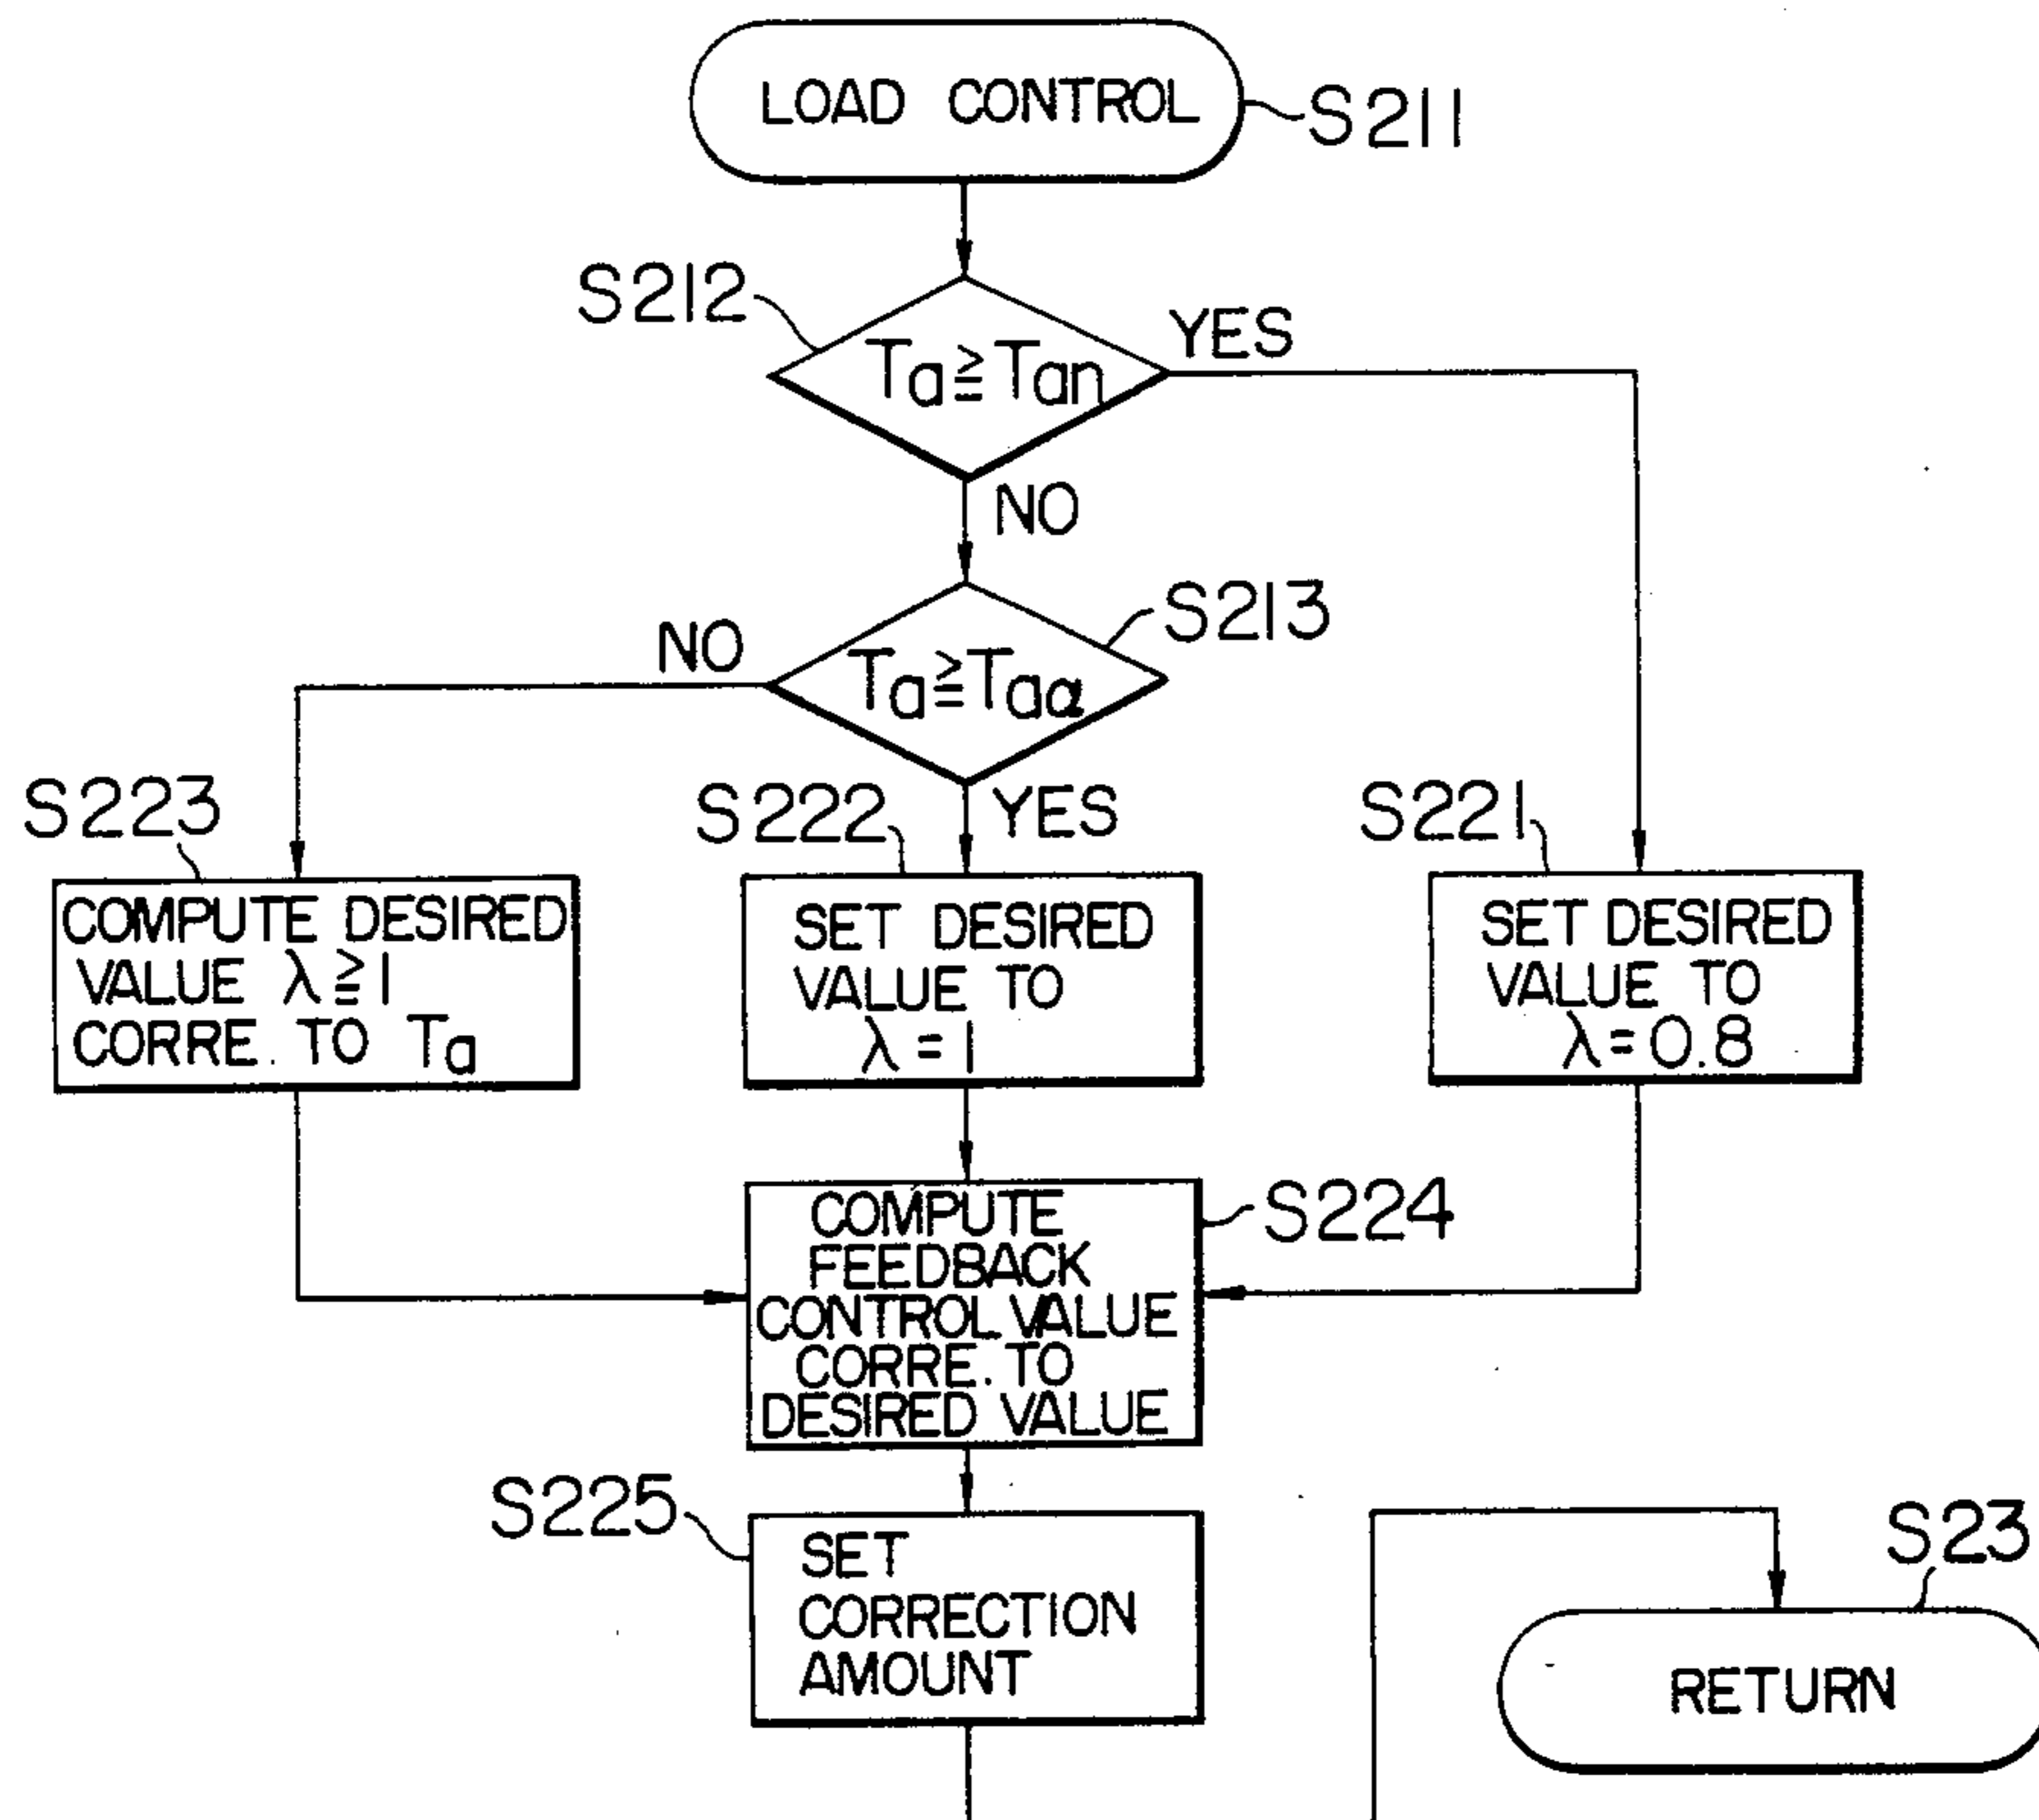 LOAD CONTROL
S211
S212
Ta ≧ Tan
YES
NO
S213
NO
Ta ≧ Taα
YES
S223
S222
S221
COMPUTE DESIRED
VALUE λ ≧ 1
CORRE. TO Ta
SET DESIRED
VALUE TO
λ = 1
SET DESIRED
VALUE TO
λ = 0.8
S224
COMPUTE
FEEDBACK
CONTROL VALUE
CORRE. TO
DESIRED VALUE
S225
SET
CORRECTION
AMOUNT
S23
RETURN